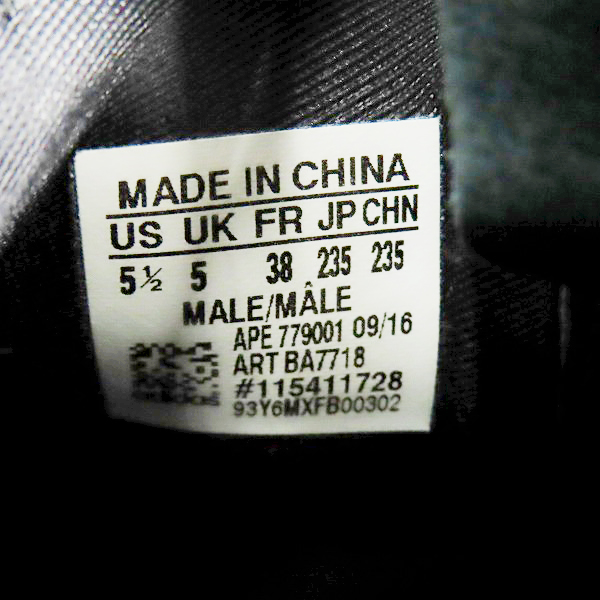 MADE IN CHINA
US UK FR JP CHN
5½ 5 38 235 235
MALE/MÂLE
APE 779001 09/16
ART BA7718
#115411728
93Y6MXFB00302